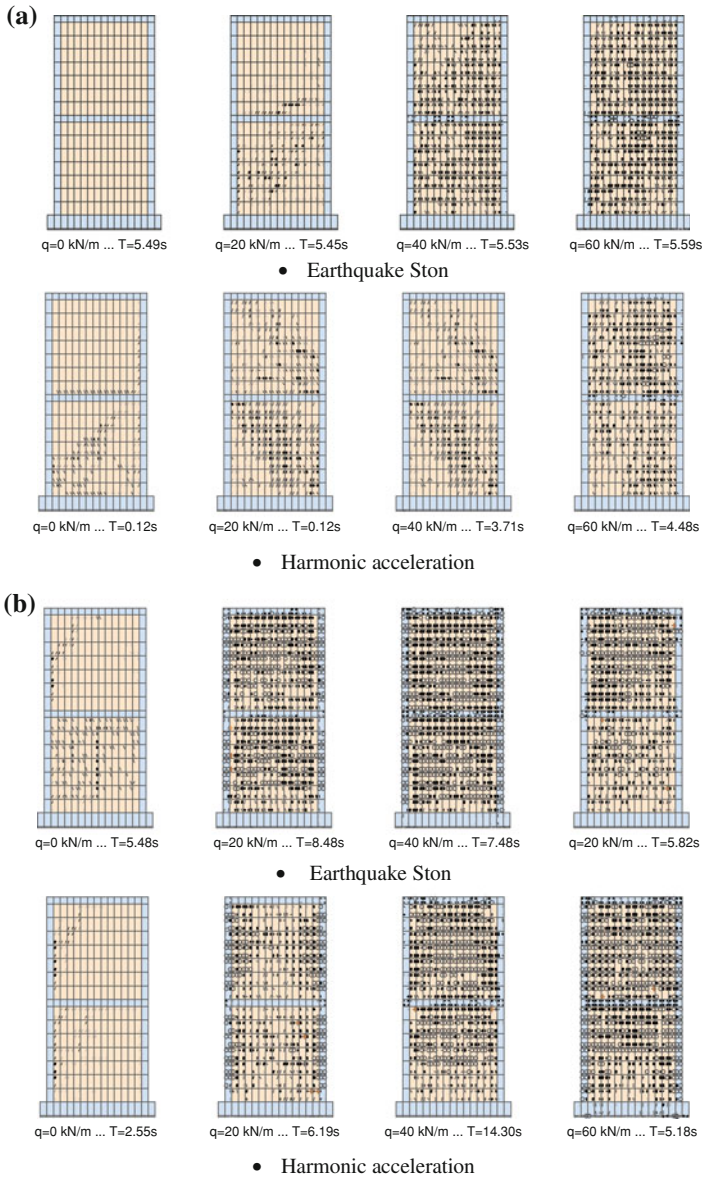 (a)
q=0 kN/m ... T=5.49s q=20 kN/m ... T=5.45s q=40 kN/m ... T=5.53s q=60 kN/m ... T=5.59s
• Earthquake Ston
q=0 kN/m ... T=0.12s q=20 kN/m ... T=0.12s q=40 kN/m ... T=3.71s q=60 kN/m ... T=4.48s
• Harmonic acceleration
(b)
q=0 kN/m ... T=5.48s q=20 kN/m ... T=8.48s q=40 kN/m ... T=7.48s q=20 kN/m ... T=5.82s
• Earthquake Ston
q=0 kN/m ... T=2.55s q=20 kN/m ... T=6.19s q=40 kN/m ... T=14.30s q=60 kN/m ... T=5.18s
• Harmonic acceleration